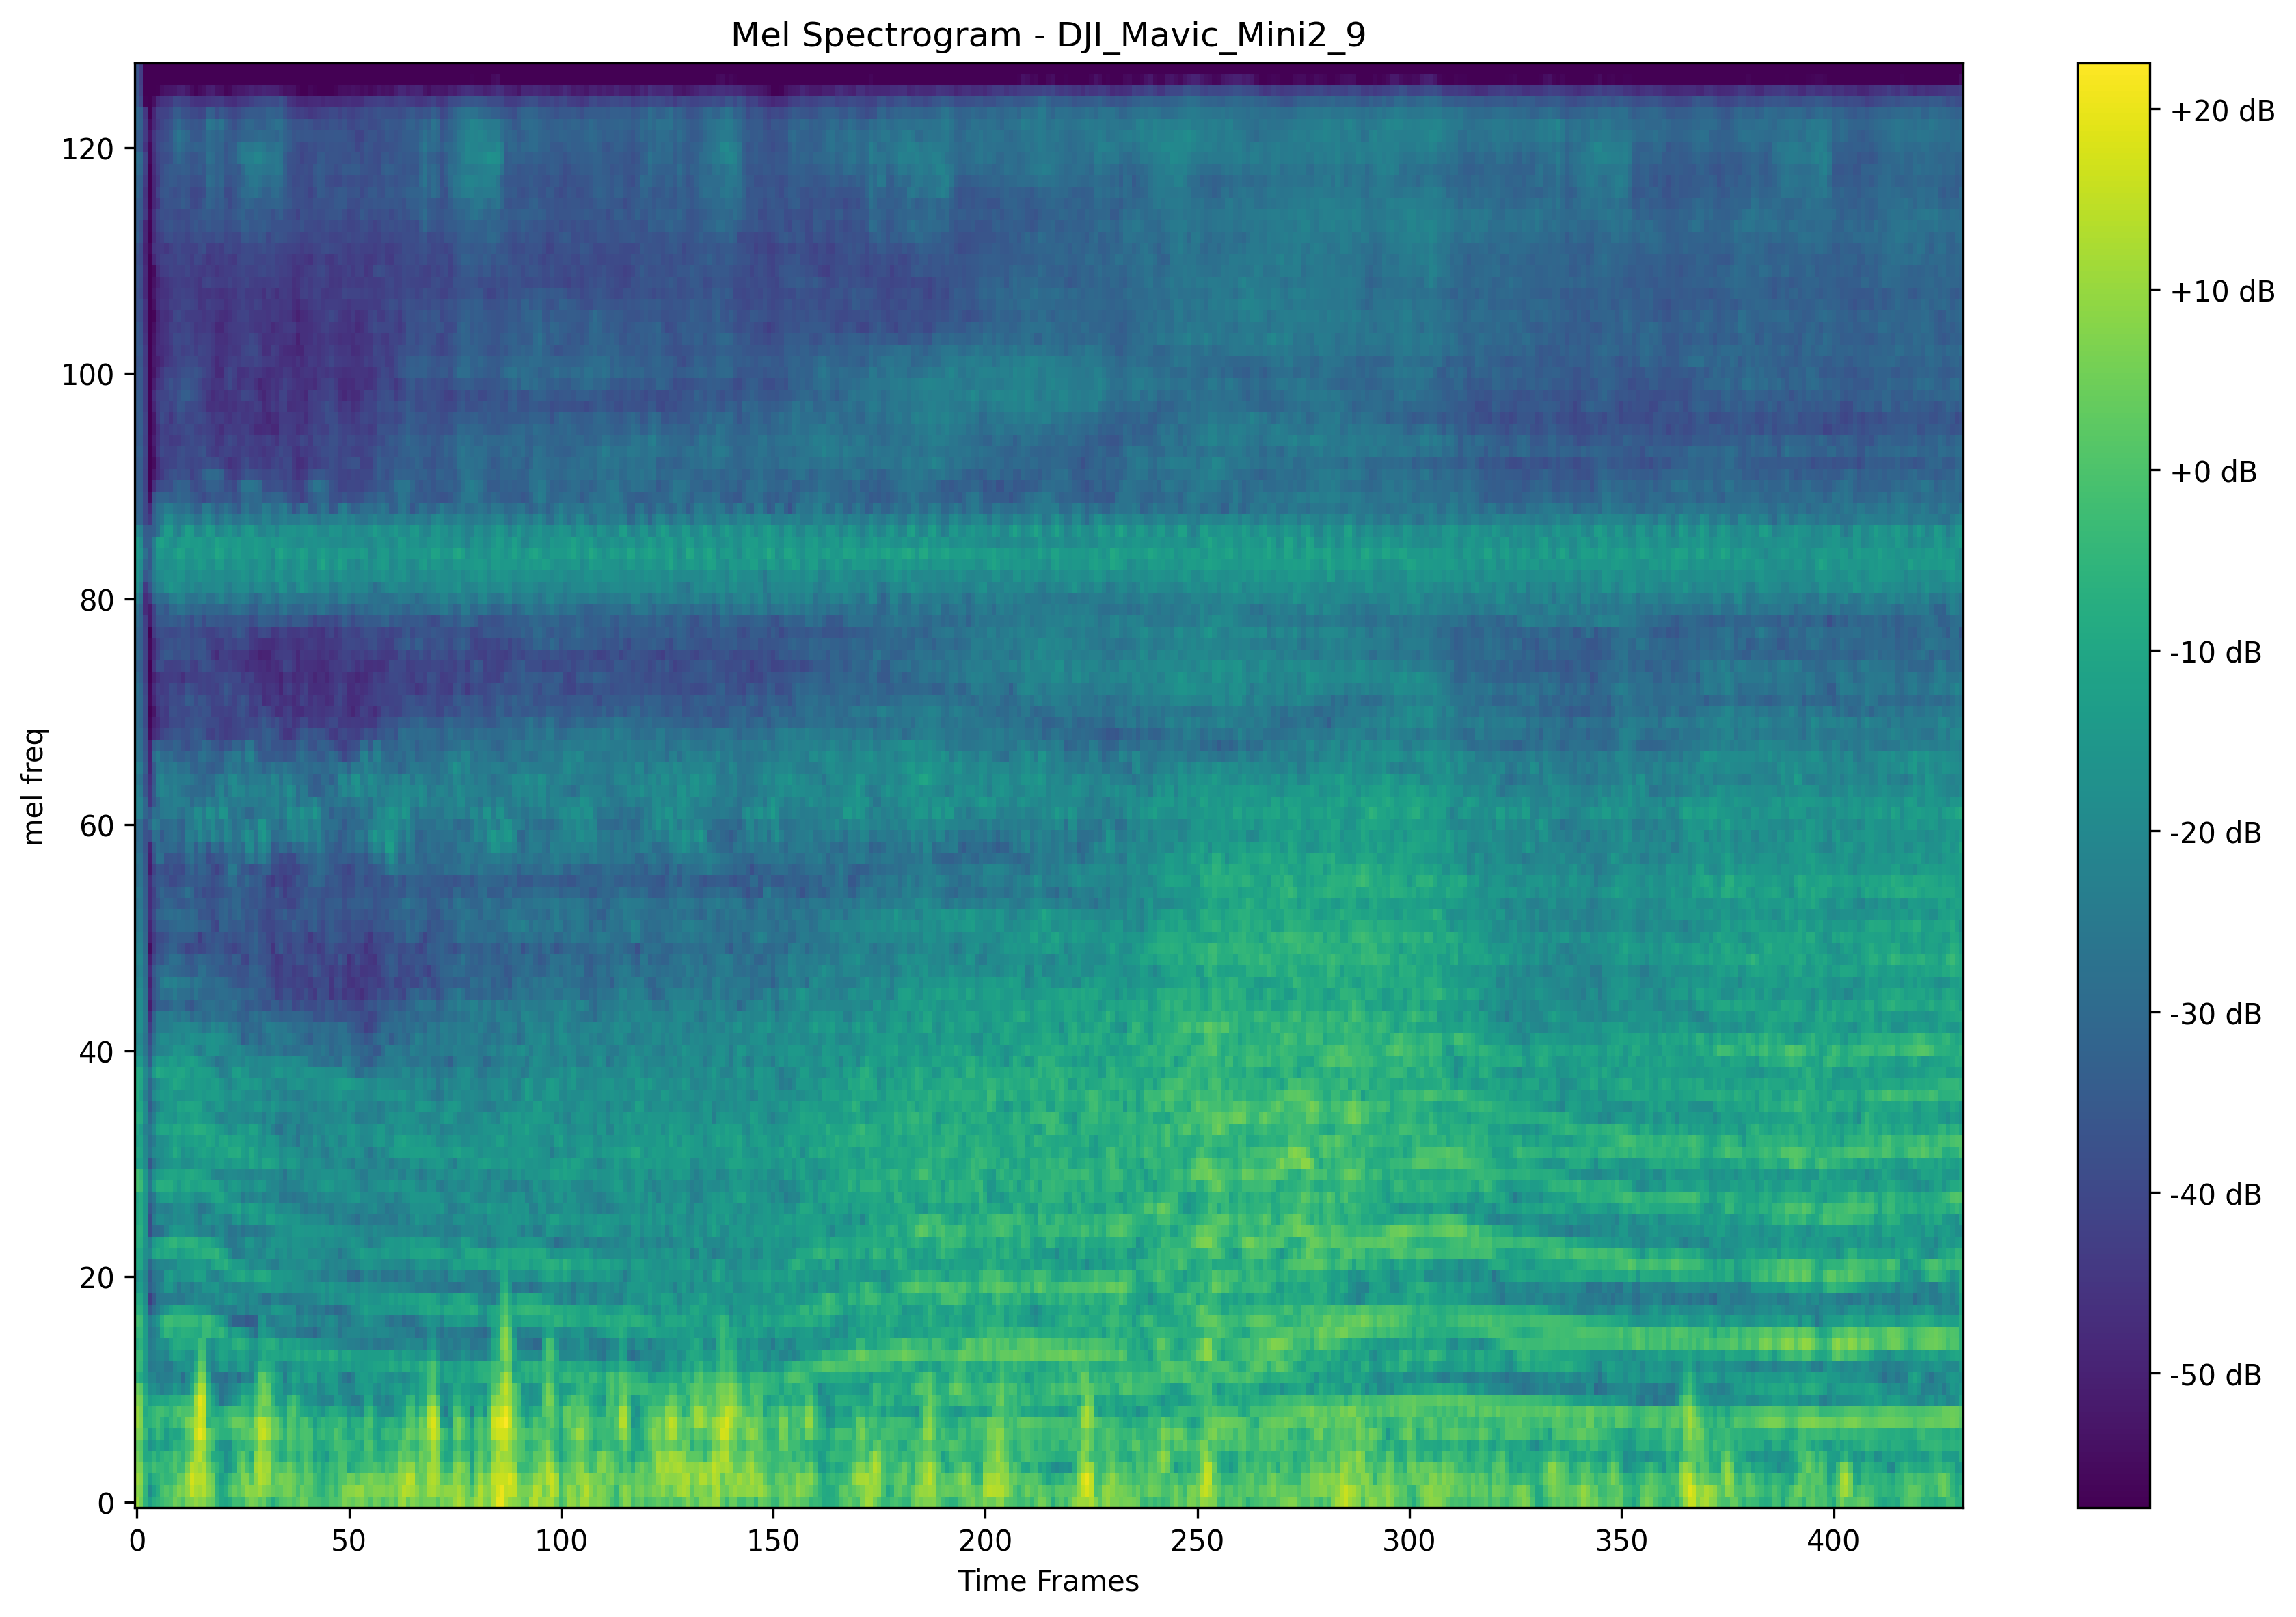 Mel Spectrogram - DJI_Mavic_Mini2_9
mel freq
120
100
80
60
40
20
0
0 50 100 150 200 250 300 350 400
Time Frames
+20 dB
+10 dB
+0 dB
-10 dB
-20 dB
-30 dB
-40 dB
-50 dB